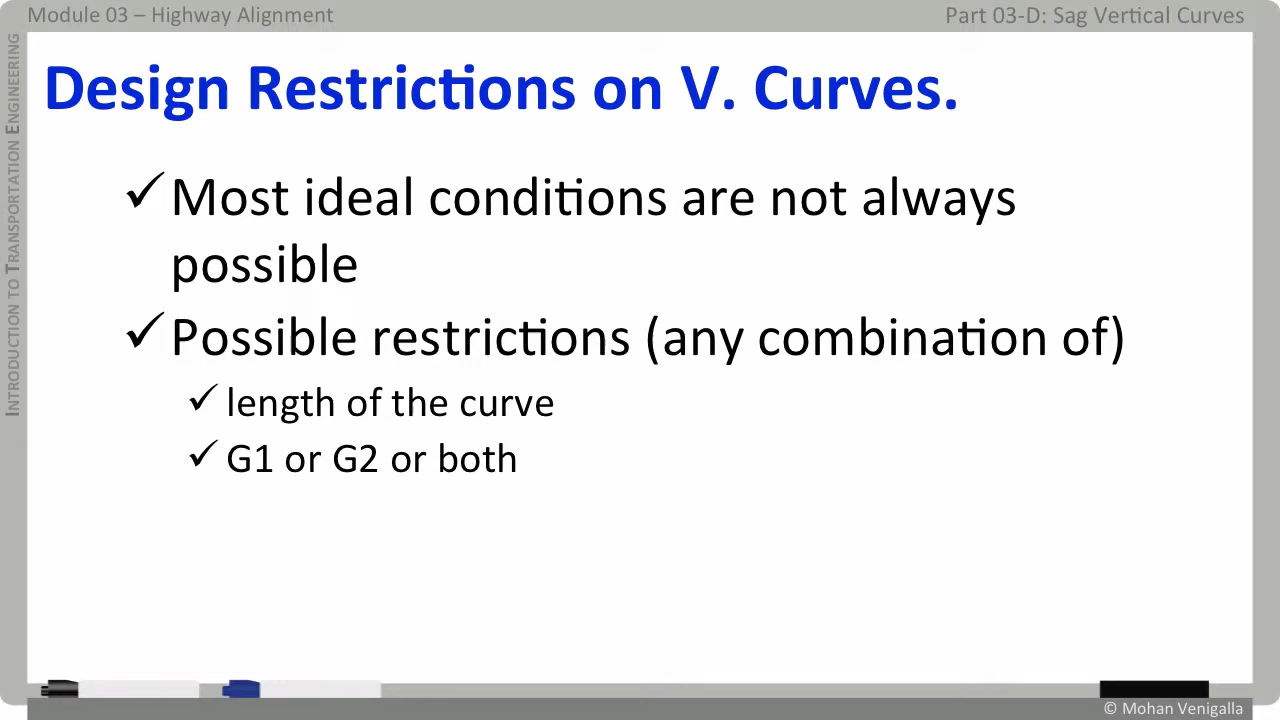 Module 03 – Highway Alignment
Part 03-D: Sag Vertical Curves
INTRODUCTION TO TRANSPORTATION ENGINEERING
Design Restrictions on V. Curves.
✓Most ideal conditions are not always
possible
✓Possible restrictions (any combination of)
✓length of the curve
✓G1 or G2 or both
© Mohan Venigalla